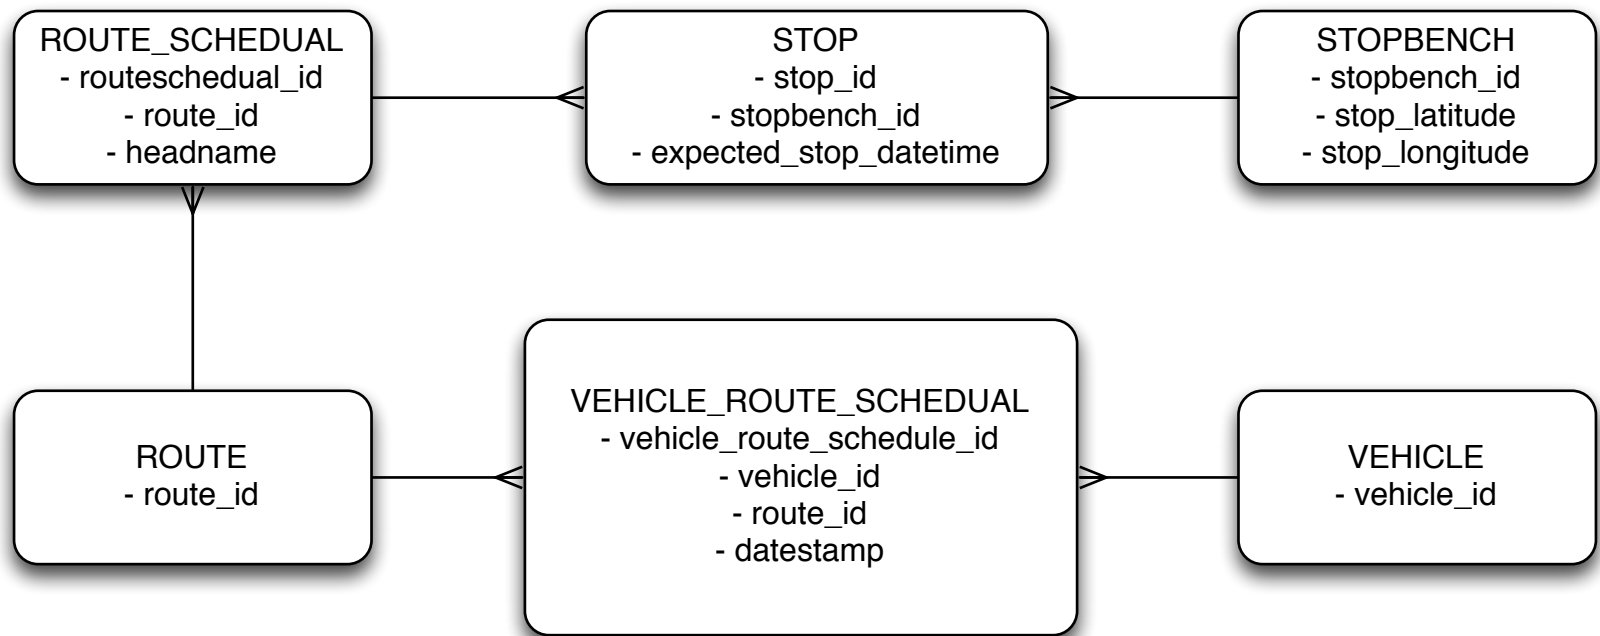 ROUTE_SCHEDUAL
- routeschedual_id
- route_id
- headname
STOP
- stop_id
- stopbench_id
- expected_stop_datetime
STOPBENCH
- stopbench_id
- stop_latitude
- stop_longitude
ROUTE
- route_id
VEHICLE_ROUTE_SCHEDUAL
- vehicle_route_schedule_id
- vehicle_id
- route_id
- datestamp
VEHICLE
- vehicle_id